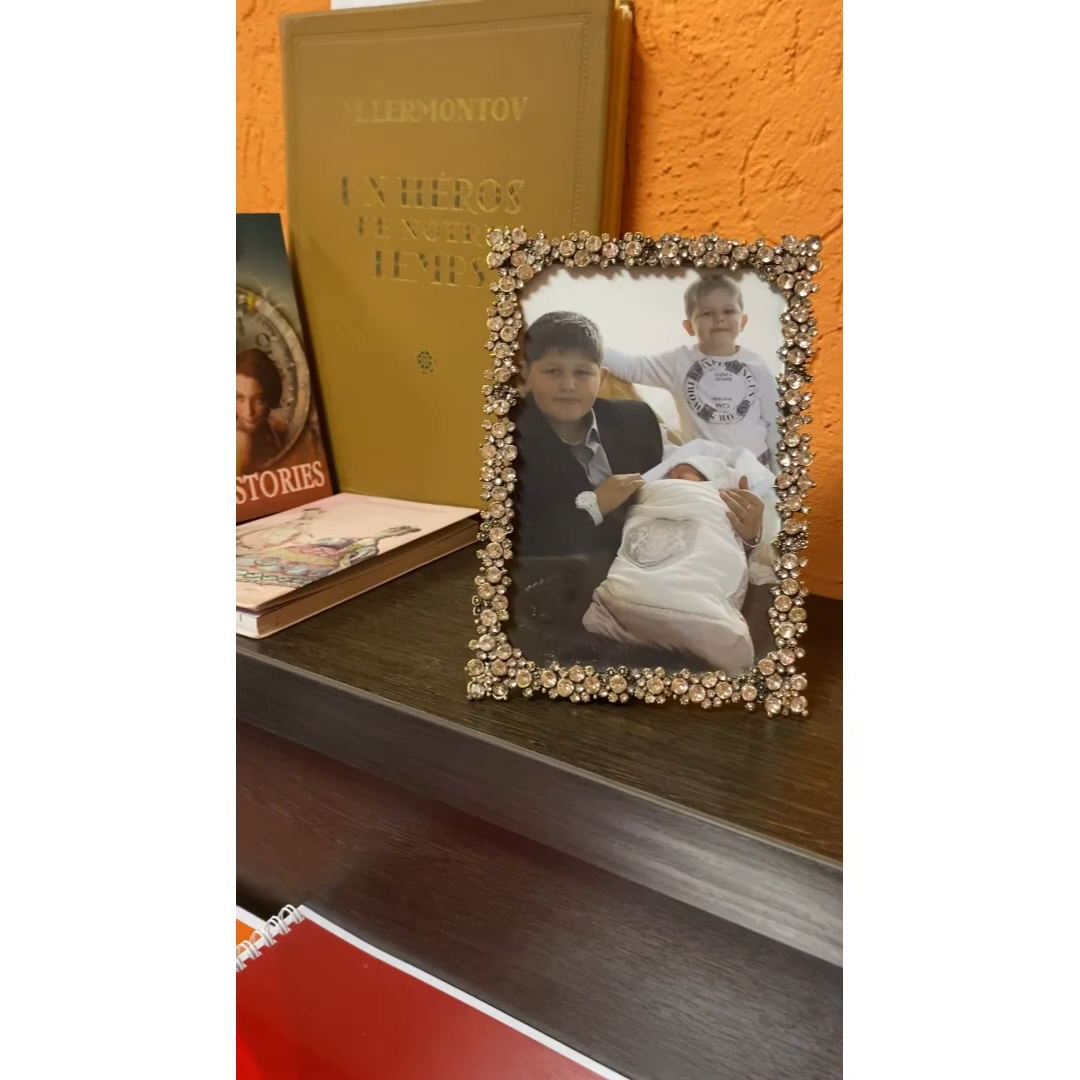 M. LERMONTOV
UN HÉROS
DE NOTRE
TEMPS
STORIES